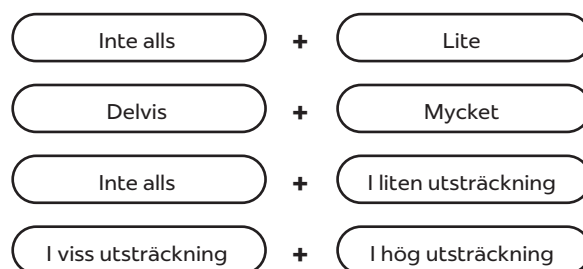 Inte alls + Lite
Delvis + Mycket
Inte alls + I liten utsträckning
I viss utsträckning + I hög utsträckning